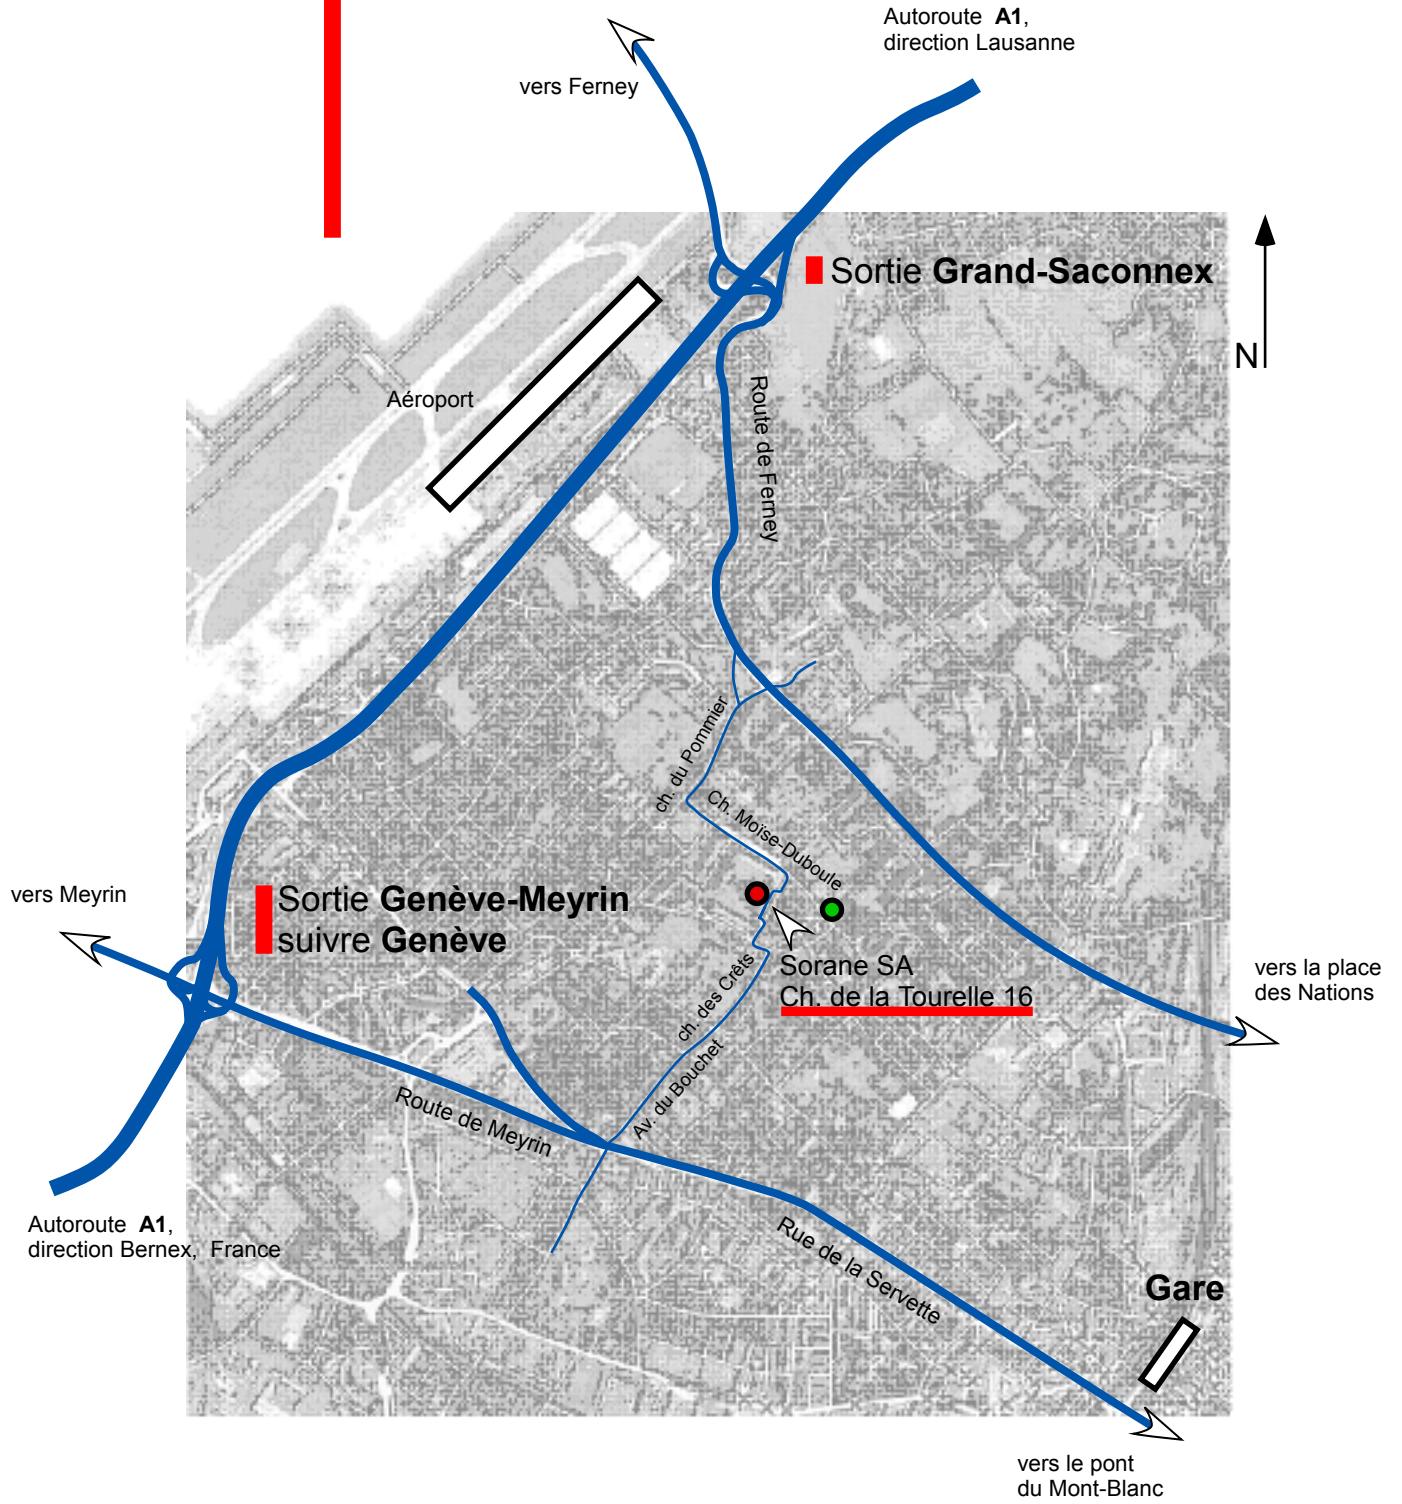 Autoroute A1,
direction Lausanne
vers Ferney
Sortie Grand-Saconnex
N
Aéroport
Route de Ferney
ch. du Pommier
Ch. Moïse-Duboule
vers Meyrin
Sortie Genève-Meyrin
suivre Genève
Sorane SA
Ch. de la Tourelle 16
vers la place
des Nations
ch. des Crêts
Av. du Bouchet
Route de Meyrin
Autoroute A1,
direction Bernex, France
Rue de la Servette
Gare
vers le pont
du Mont-Blanc